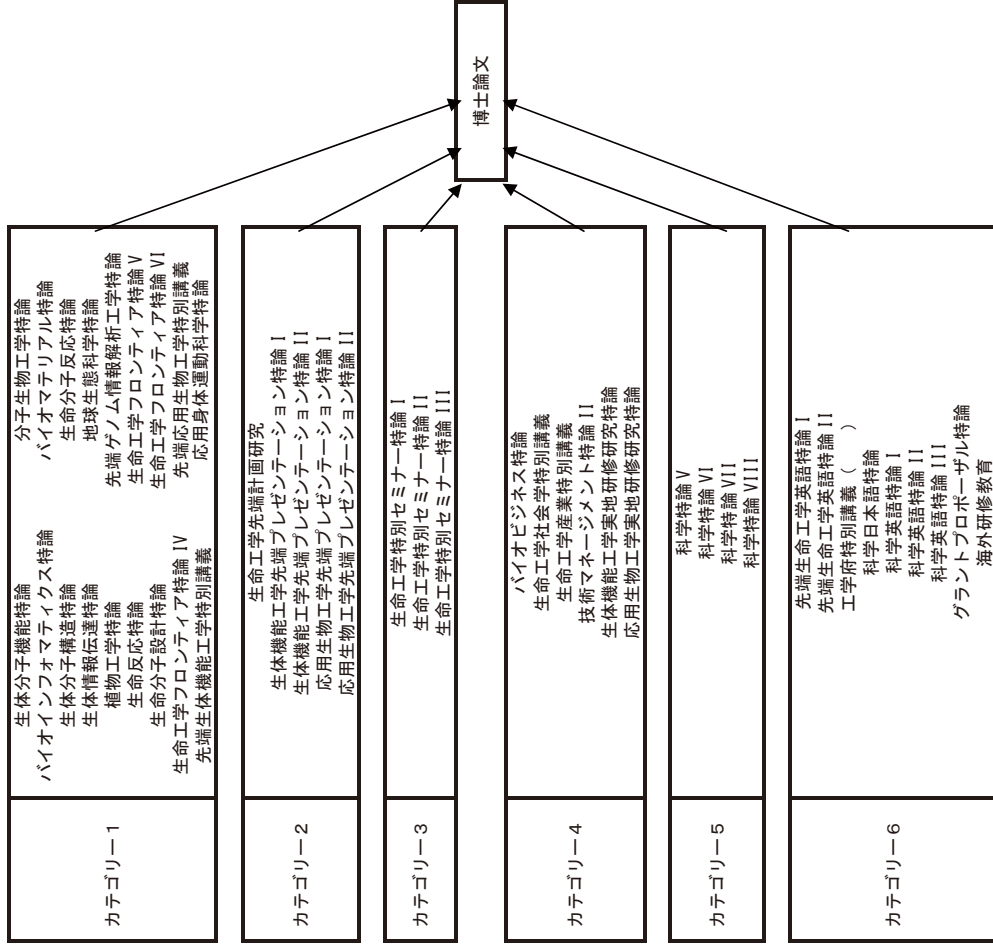 カテゴリー１
生体分子機能特論
バイオインフォマティクス特論
生体分子構造特論
生体情報伝達特論
植物工学特論
生命反応特論
生命分子設計特論
生命工学フロンティア特論 IV
先端生体機能工学特別講義
分子生物工学特論
バイオマテリアル特論
生命分子反応特論
地球生態科学特論
先端ゲノム情報解析工学特論
生命工学フロンティア特論 V
生命工学フロンティア特論 VI
先端応用生物工学特別講義
応用身体運動科学特論
カテゴリー２
生命工学先端計画研究
生体機能工学先端プレゼンテーション特論 I
生体機能工学先端プレゼンテーション特論 II
応用生物工学先端プレゼンテーション特論 I
応用生物工学先端プレゼンテーション特論 II
カテゴリー３
生命工学特別セミナー特論 I
生命工学特別セミナー特論 II
生命工学特別セミナー特論 III
カテゴリー４
バイオビジネス特論
生命工学社会学特別講義
生命工学産業特別講義
技術マネージメント特論 II
生体機能工学実地研修研究特論
応用生物工学実地研修研究特論
カテゴリー５
科学特論 V
科学特論 VI
科学特論 VII
科学特論 VIII
カテゴリー６
先端生命工学英語特論 I
先端生命工学英語特論 II
工学府特別講義（　）
科学日本語特論
科学英語特論 I
科学英語特論 II
科学英語特論 III
グラントプロポーザル特論
海外研修教育
博士論文